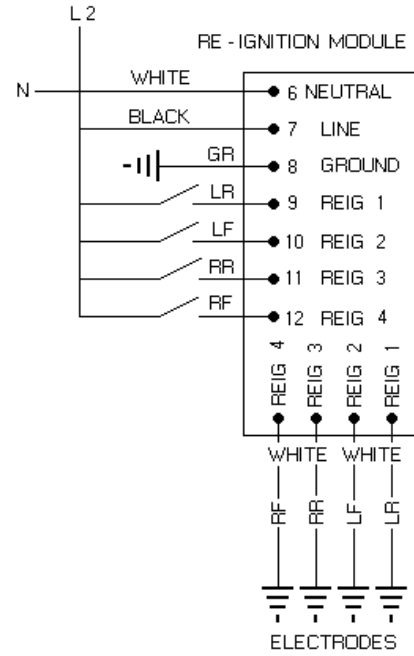 L 2
RE - IGNITION MODULE
N WHITE 6 NEUTRAL
BLACK 7 LINE
GR 8 GROUND
LR 9 REIG 1
LF 10 REIG 2
RR 11 REIG 3
RF 12 REIG 4
REIG 4 REIG 3 REIG 2 REIG 1
WHITE WHITE
RF RR LF LR
ELECTRODES